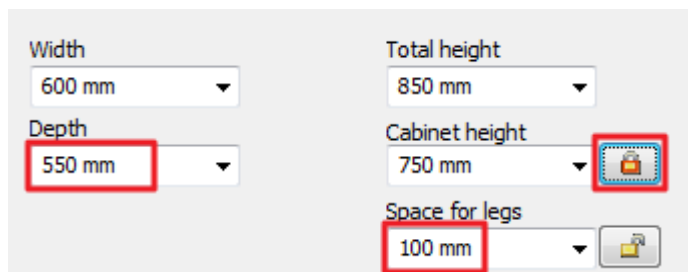 Width
600 mm
Depth
550 mm
Total height
850 mm
Cabinet height
750 mm
Space for legs
100 mm